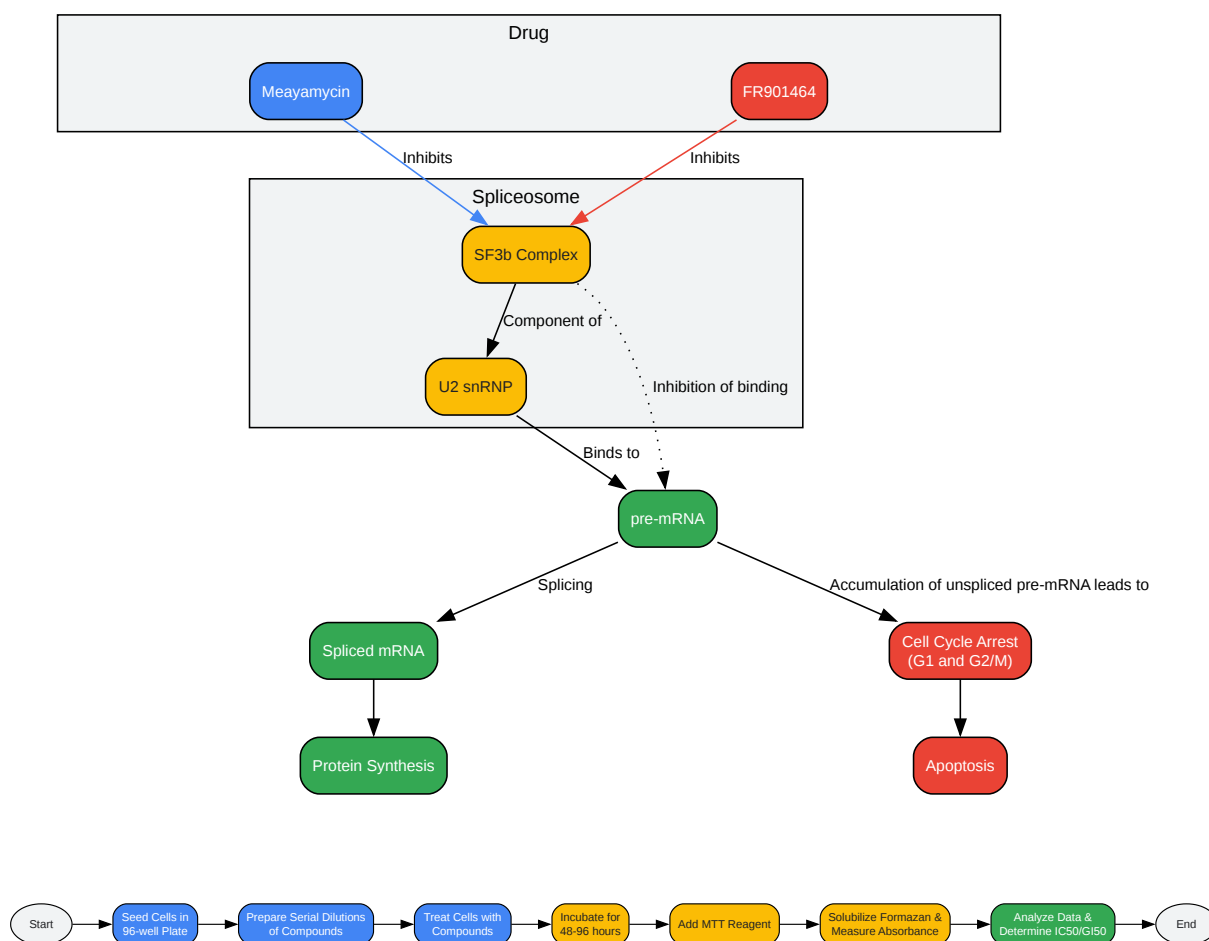 Drug
Meayamycin
FR901464
Inhibits
Inhibits
Spliceosome
SF3b Complex
Component of
U2 snRNP
Inhibition of binding
Binds to
pre-mRNA
Splicing
Accumulation of unspliced pre-mRNA leads to
Spliced mRNA
Cell Cycle Arrest
(G1 and G2/M)
Protein Synthesis
Apoptosis
Start
Seed Cells in
96-well Plate
Prepare Serial Dilutions
of Compounds
Treat Cells with
Compounds
Incubate for
48-96 hours
Add MTT Reagent
Solubilize Formazan &
Measure Absorbance
Analyze Data &
Determine IC50/GI50
End